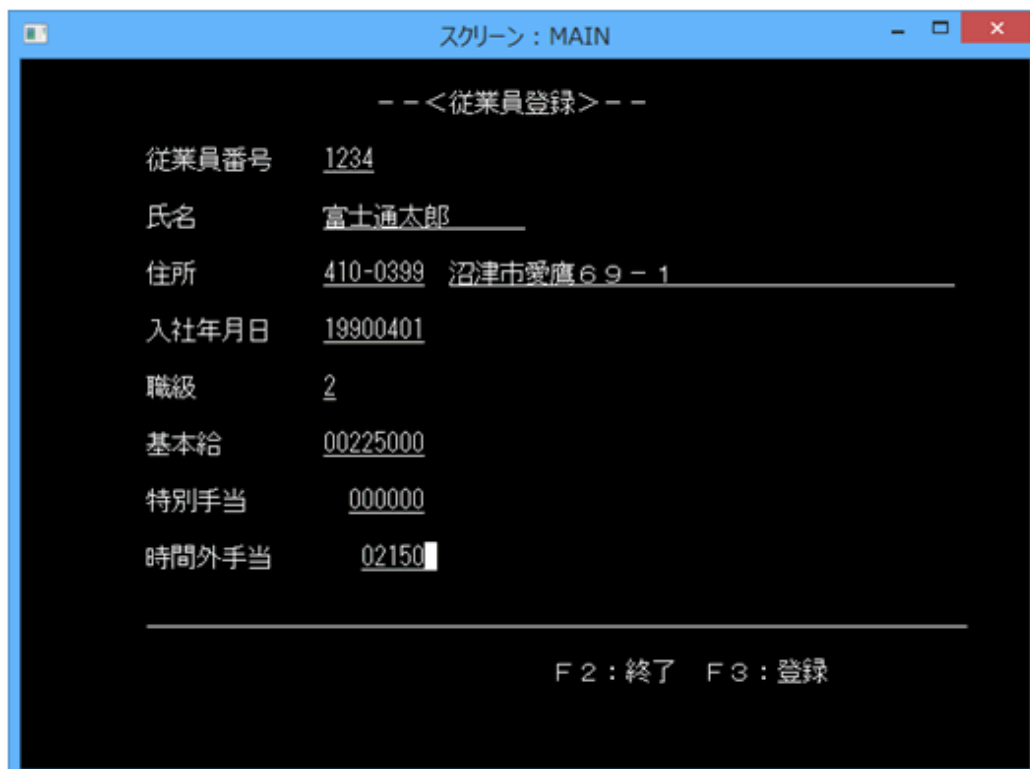 スクリーン：MAIN
－－＜従業員登録＞－－
従業員番号 1234
氏名 富士通太郎
住所 410-0399 沼津市愛鷹６９－１
入社年月日 19900401
職級 2
基本給 00225000
特別手当 000000
時間外手当 02150
Ｆ２：終了 Ｆ３：登録